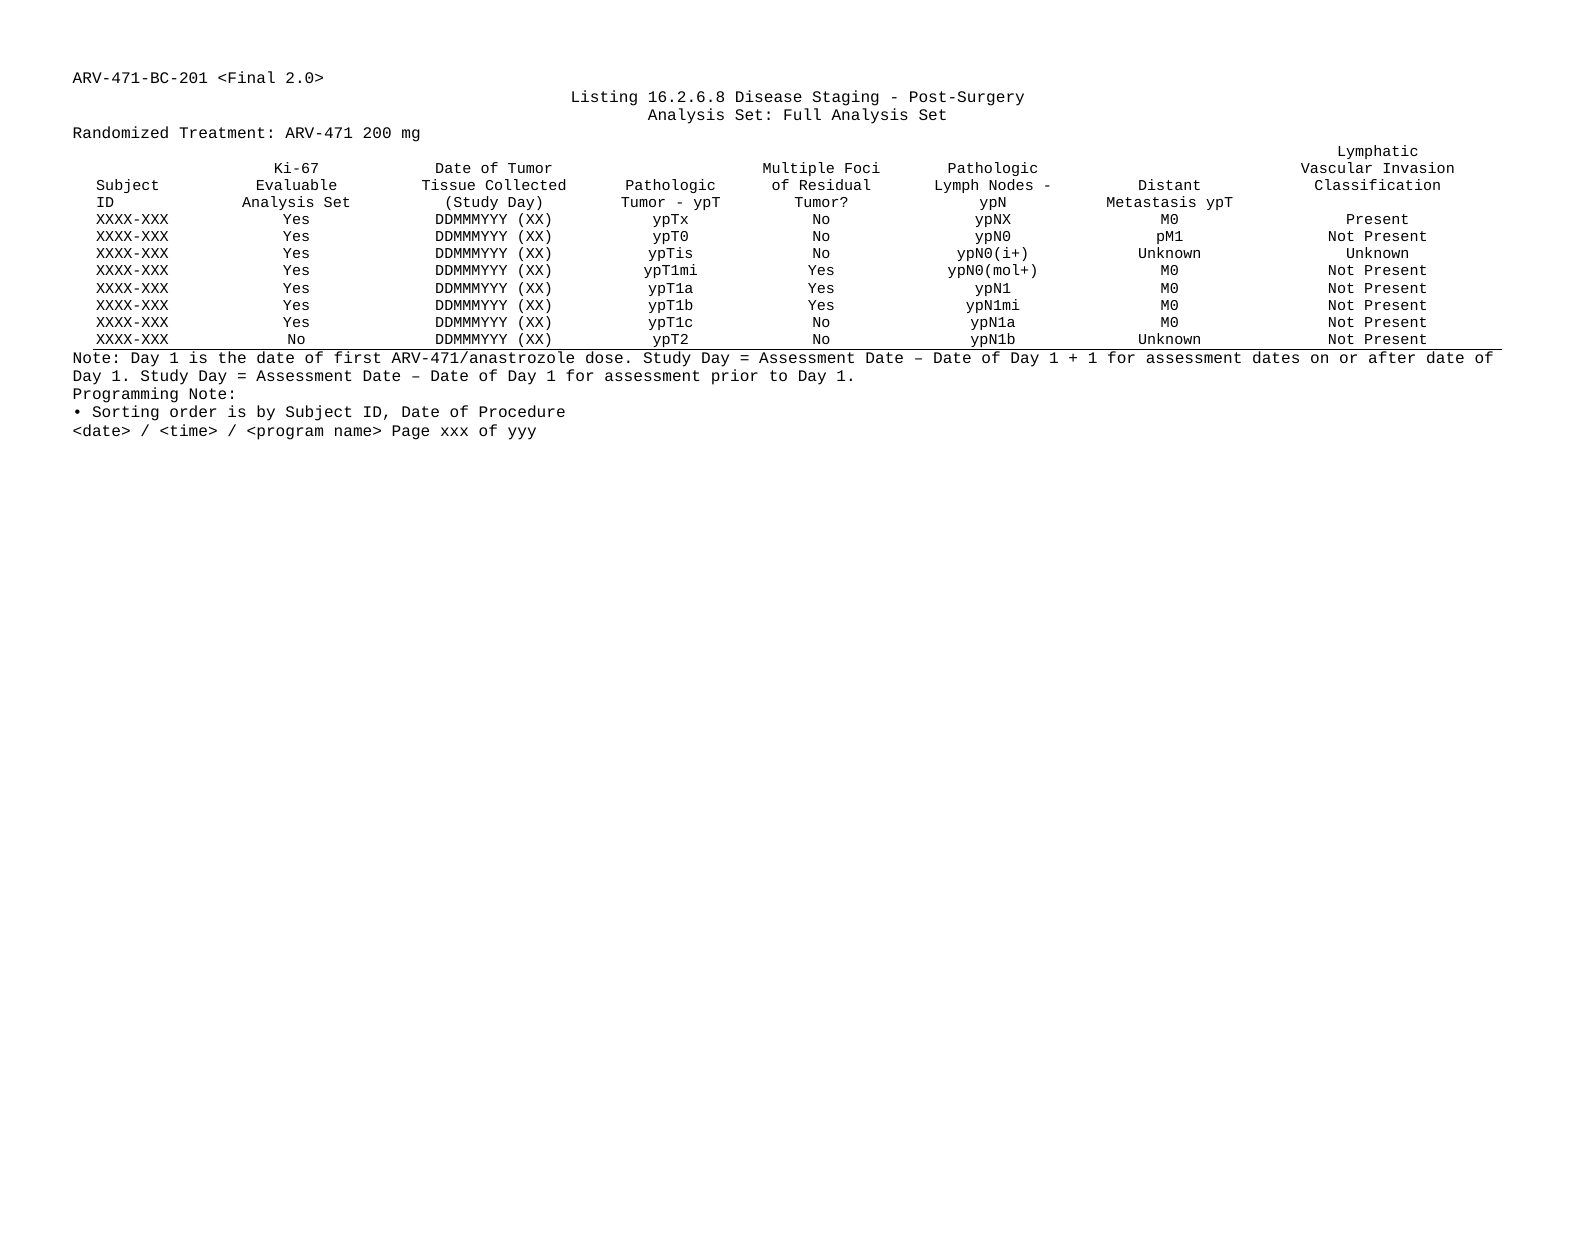 ARV-471-BC-201 <Final 2.0>
Listing 16.2.6.8 Disease Staging - Post-Surgery
Analysis Set: Full Analysis Set
Randomized Treatment: ARV-471 200 mg
Lymphatic
Ki-67 Date of Tumor Multiple Foci Pathologic Vascular Invasion
Subject Evaluable Tissue Collected Pathologic of Residual Lymph Nodes - Distant Classification
ID Analysis Set (Study Day) Tumor - ypT Tumor? ypN Metastasis ypT
XXXX-XXX Yes DDMMMYYY (XX) ypTx No ypNX M0 Present
XXXX-XXX Yes DDMMMYYY (XX) ypT0 No ypN0 pM1 Not Present
XXXX-XXX Yes DDMMMYYY (XX) ypTis No ypN0(i+) Unknown Unknown
XXXX-XXX Yes DDMMMYYY (XX) ypT1mi Yes ypN0(mol+) M0 Not Present
XXXX-XXX Yes DDMMMYYY (XX) ypT1a Yes ypN1 M0 Not Present
XXXX-XXX Yes DDMMMYYY (XX) ypT1b Yes ypN1mi M0 Not Present
XXXX-XXX Yes DDMMMYYY (XX) ypT1c No ypN1a M0 Not Present
XXXX-XXX No DDMMMYYY (XX) ypT2 No ypN1b Unknown Not Present
Note: Day 1 is the date of first ARV-471/anastrozole dose. Study Day = Assessment Date – Date of Day 1 + 1 for assessment dates on or after date of
Day 1. Study Day = Assessment Date – Date of Day 1 for assessment prior to Day 1.
Programming Note:
• Sorting order is by Subject ID, Date of Procedure
<date> / <time> / <program name> Page xxx of yyy